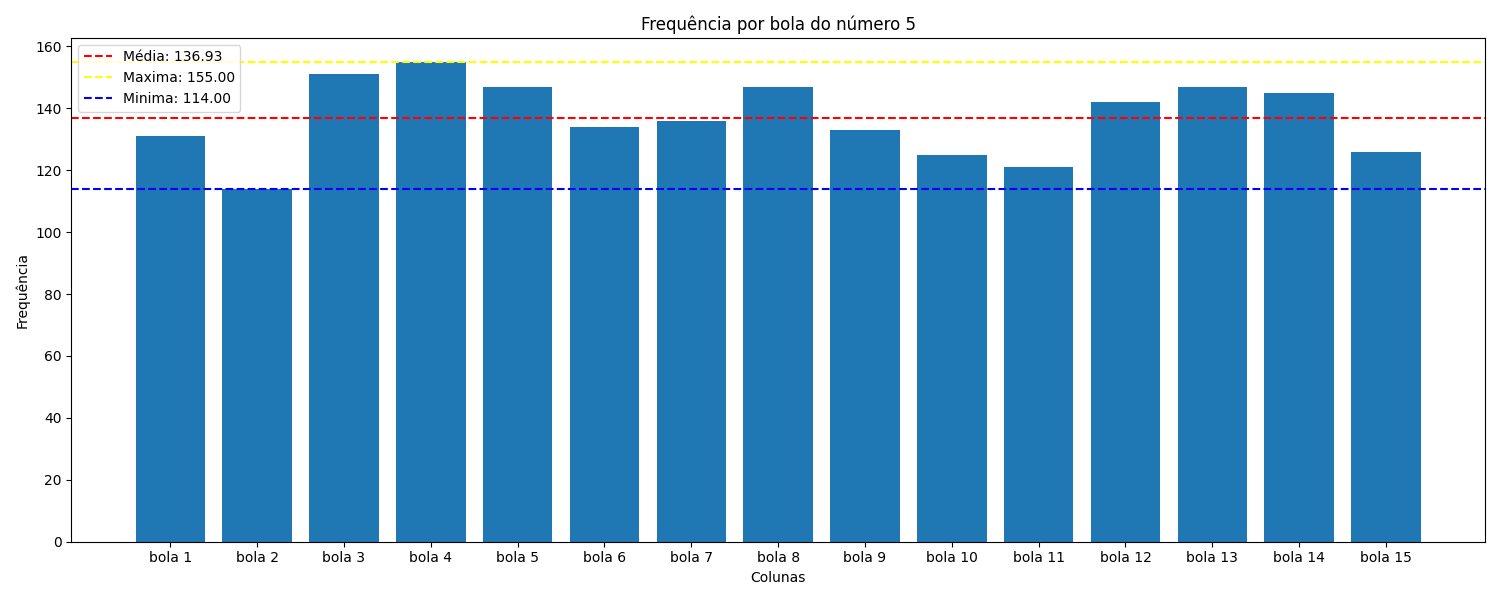 Frequência por bola do número 5
Média: 136.93
Maxima: 155.00
Minima: 114.00
160
140
120
100
80
60
40
20
0
Frequência
bola 1 bola 2 bola 3 bola 4 bola 5 bola 6 bola 7 bola 8 bola 9 bola 10 bola 11 bola 12 bola 13 bola 14 bola 15
Colunas